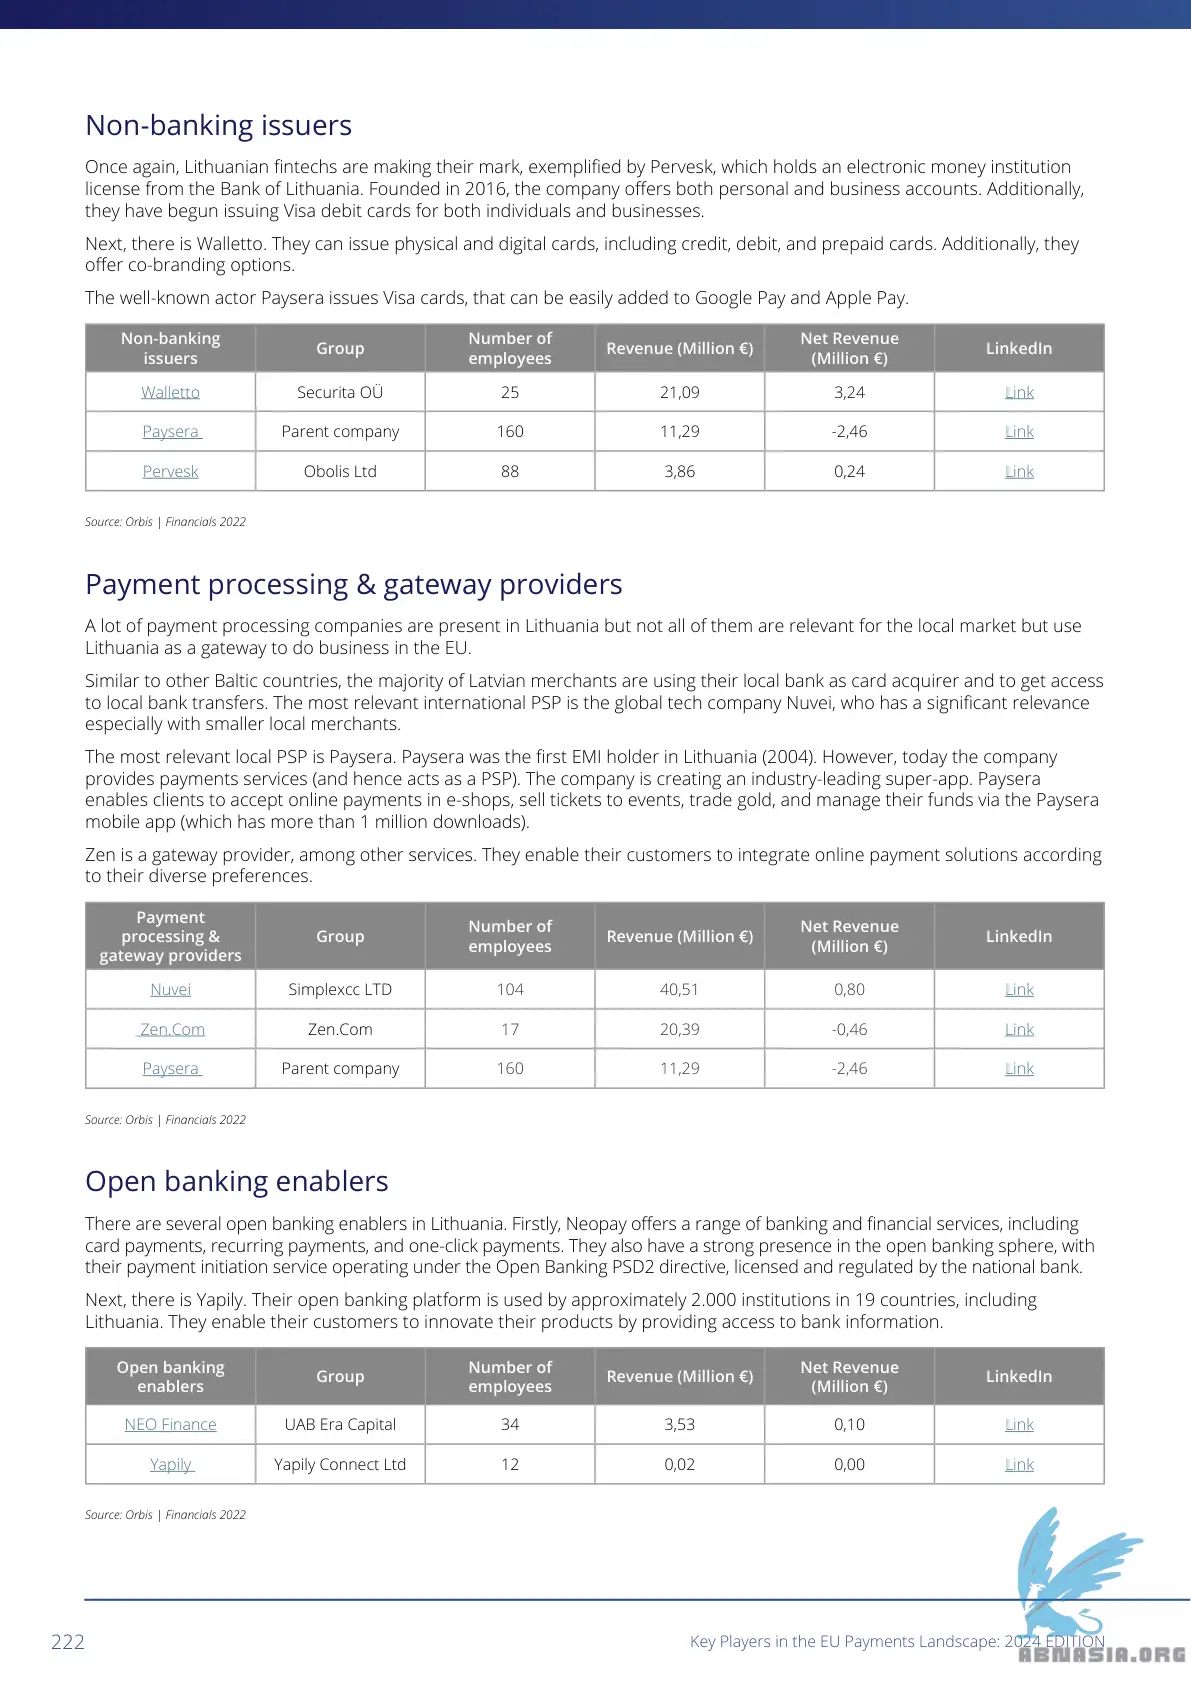 Non-banking issuers
Once again, Lithuanian fintechs are making their mark, exemplified by Pervesk, which holds an electronic money institution
license from the Bank of Lithuania. Founded in 2016, the company offers both personal and business accounts. Additionally,
they have begun issuing Visa debit cards for both individuals and businesses.
Next, there is Walletto. They can issue physical and digital cards, including credit, debit, and prepaid cards. Additionally, they
offer co-branding options.
The well-known actor Paysera issues Visa cards, that can be easily added to Google Pay and Apple Pay.
Non-banking issuers | Group | Number of employees | Revenue (Million €) | Net Revenue (Million €) | LinkedIn
Walletto | Securita OÜ | 25 | 21,09 | 3,24 | Link
Paysera | Parent company | 160 | 11,29 | -2,46 | Link
Pervesk | Obolis Ltd | 88 | 3,86 | 0,24 | Link
Source: Orbis | Financials 2022
Payment processing & gateway providers
A lot of payment processing companies are present in Lithuania but not all of them are relevant for the local market but use
Lithuania as a gateway to do business in the EU.
Similar to other Baltic countries, the majority of Latvian merchants are using their local bank as card acquirer and to get access
to local bank transfers. The most relevant international PSP is the global tech company Nuvei, who has a significant relevance
especially with smaller local merchants.
The most relevant local PSP is Paysera. Paysera was the first EMI holder in Lithuania (2004). However, today the company
provides payments services (and hence acts as a PSP). The company is creating an industry-leading super-app. Paysera
enables clients to accept online payments in e-shops, sell tickets to events, trade gold, and manage their funds via the Paysera
mobile app (which has more than 1 million downloads).
Zen is a gateway provider, among other services. They enable their customers to integrate online payment solutions according
to their diverse preferences.
Payment processing & gateway providers | Group | Number of employees | Revenue (Million €) | Net Revenue (Million €) | LinkedIn
Nuvei | Simplexcc LTD | 104 | 40,51 | 0,80 | Link
Zen.Com | Zen.Com | 17 | 20,39 | -0,46 | Link
Paysera | Parent company | 160 | 11,29 | -2,46 | Link
Source: Orbis | Financials 2022
Open banking enablers
There are several open banking enablers in Lithuania. Firstly, Neopay offers a range of banking and financial services, including
card payments, recurring payments, and one-click payments. They also have a strong presence in the open banking sphere, with
their payment initiation service operating under the Open Banking PSD2 directive, licensed and regulated by the national bank.
Next, there is Yapily. Their open banking platform is used by approximately 2.000 institutions in 19 countries, including
Lithuania. They enable their customers to innovate their products by providing access to bank information.
Open banking enablers | Group | Number of employees | Revenue (Million €) | Net Revenue (Million €) | LinkedIn
NEO Finance | UAB Era Capital | 34 | 3,53 | 0,10 | Link
Yapily | Yapily Connect Ltd | 12 | 0,02 | 0,00 | Link
Source: Orbis | Financials 2022
222
Key Players in the EU Payments Landscape: 2024 EDITION
ABNASIA.ORG